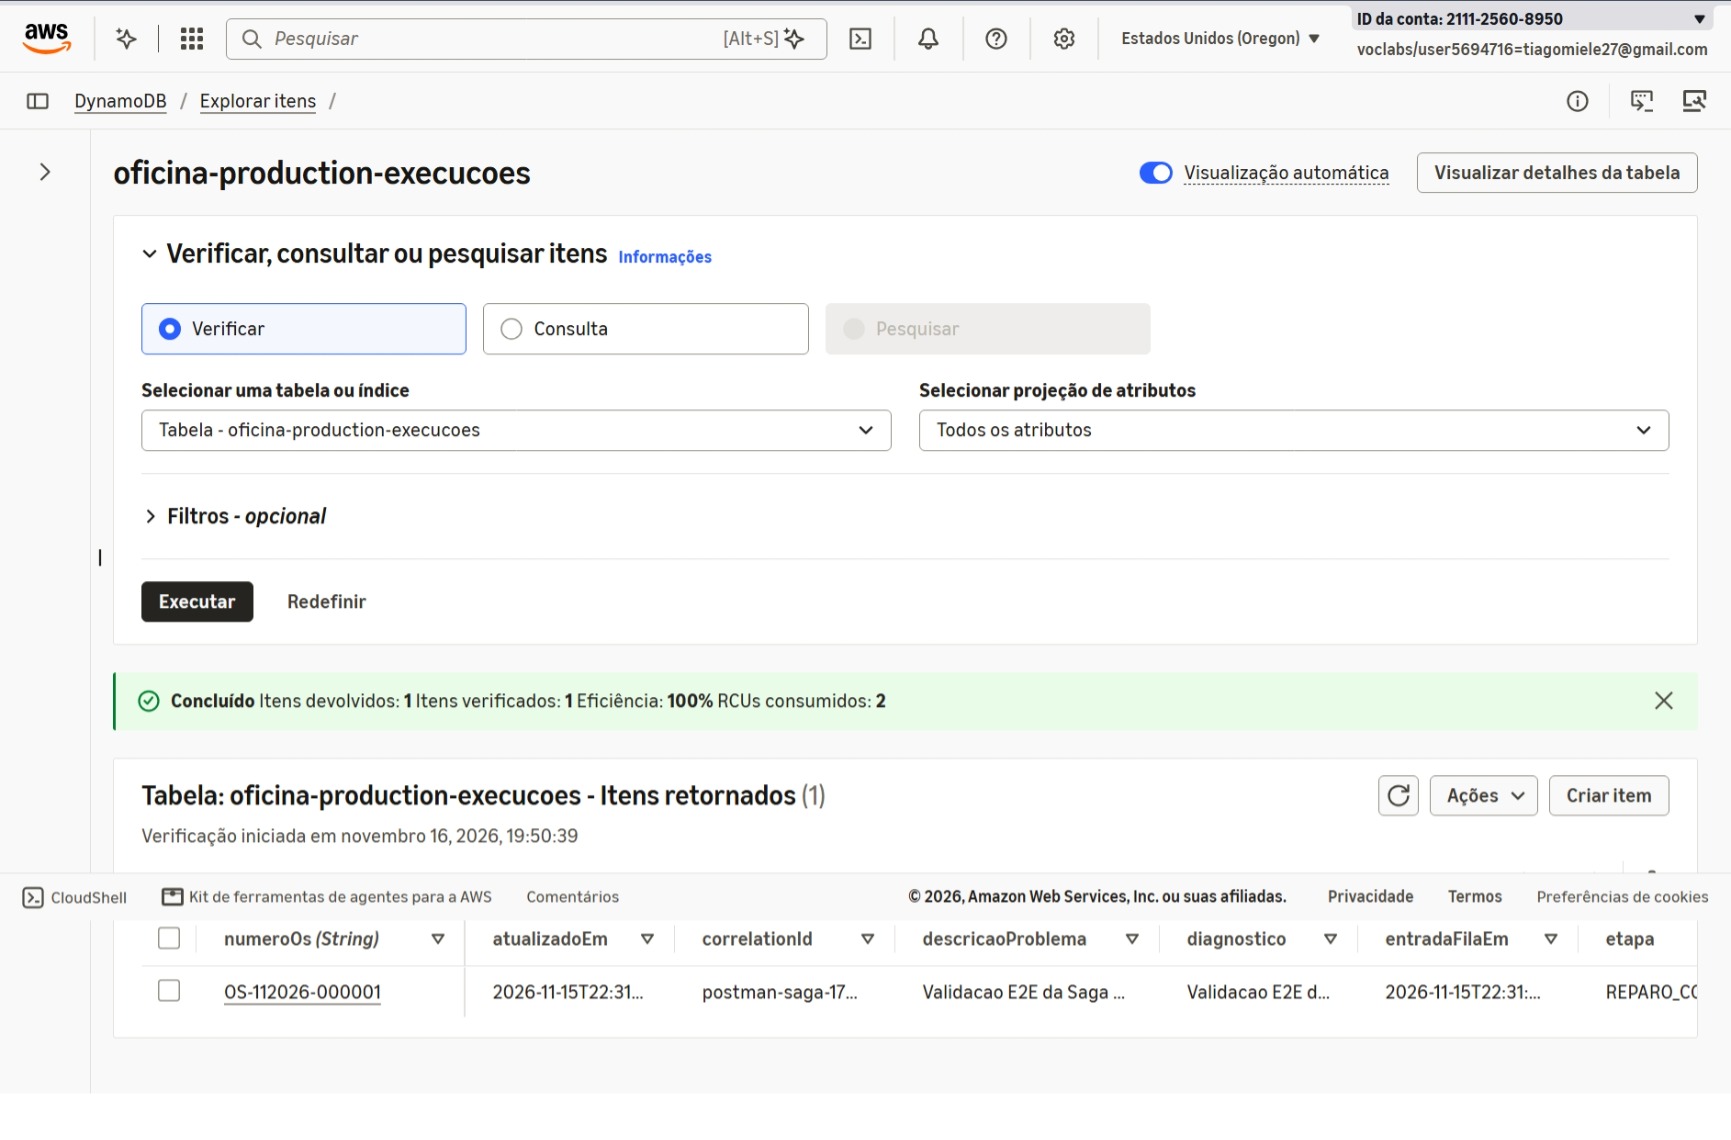 aws
Pesquisar [Alt+S]
Estados Unidos (Oregon)
ID da conta: 2111-2560-8950
voclabs/user5694716=tiagomiele27@gmail.com
DynamoDB / Explorar itens /
oficina-production-execucoes
Visualização automática
Visualizar detalhes da tabela
Verificar, consultar ou pesquisar itens Informações
Verificar
Consulta
Pesquisar
Selecionar uma tabela ou índice
Selecionar projeção de atributos
Tabela - oficina-production-execucoes
Todos os atributos
Filtros - opcional
Executar
Redefinir
Concluído Itens devolvidos: 1 Itens verificados: 1 Eficiência: 100% RCUs consumidos: 2
Tabela: oficina-production-execucoes - Itens retornados (1)
Ações
Criar item
Verificação iniciada em novembro 16, 2026, 19:50:39
CloudShell
Kit de ferramentas de agentes para a AWS
Comentários
© 2026, Amazon Web Services, Inc. ou suas afiliadas.
Privacidade
Termos
Preferências de cookies
numeroOs (String) atualizadoEm correlationId descricaoProblema diagnostico entradaFilaEm etapa
OS-112026-000001 2026-11-15T22:31... postman-saga-17... Validacao E2E da Saga ... Validacao E2E d... 2026-11-15T22:31:... REPARO_CO